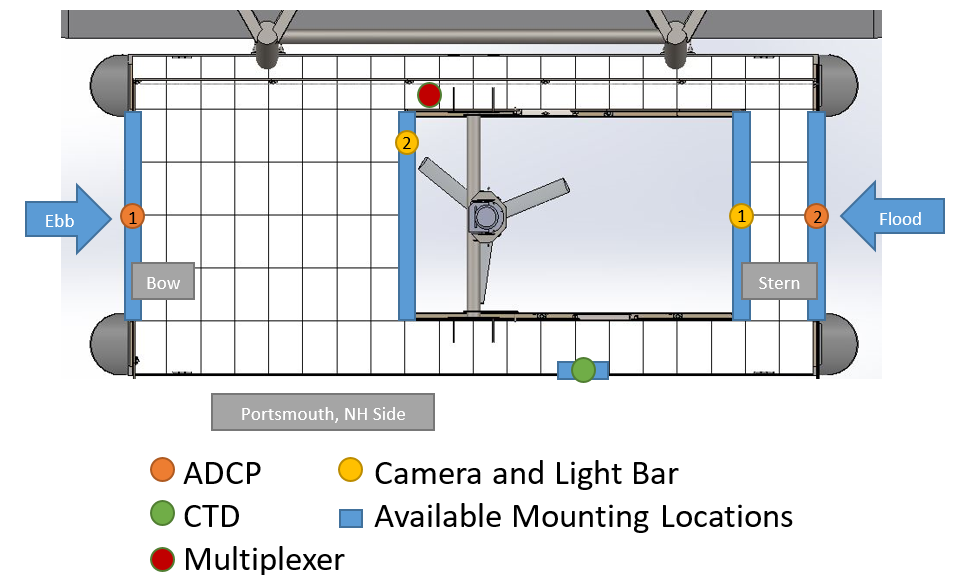 2
Ebb
1
1
2
Flood
Bow
Stern
Portsmouth, NH Side
ADCP
Camera and Light Bar
CTD
Available Mounting Locations
Multiplexer